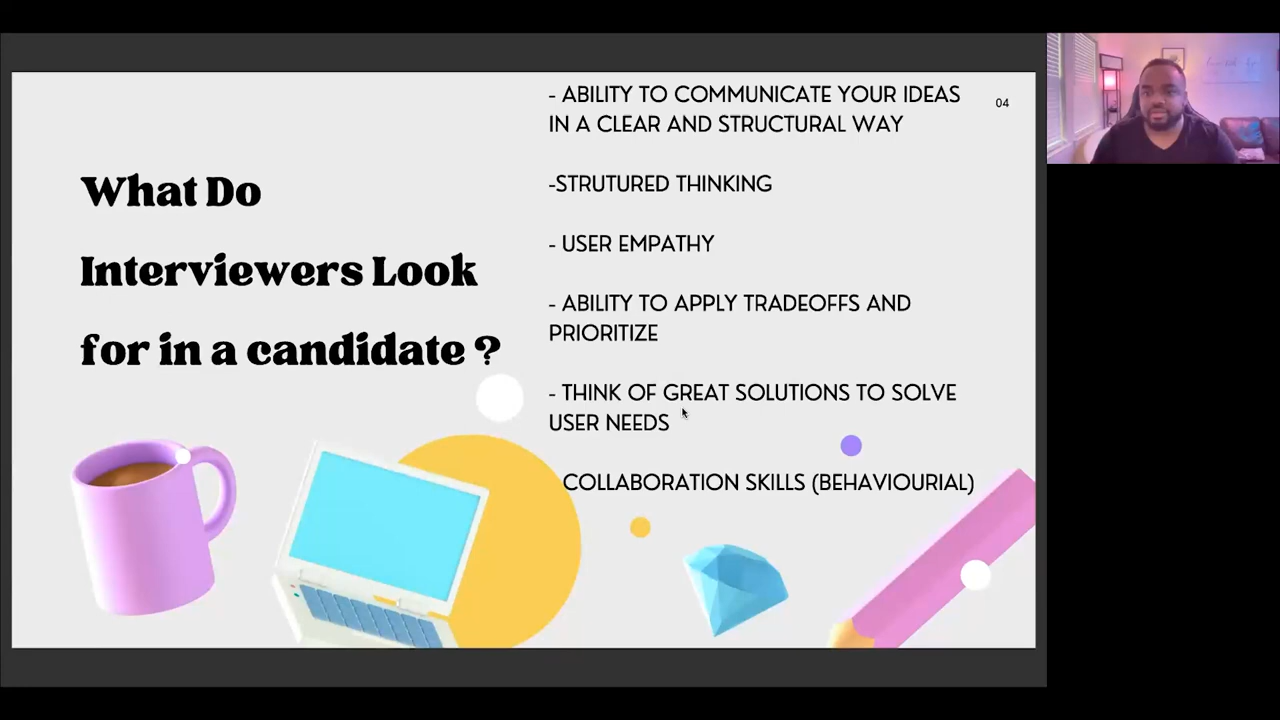 What Do
Interviewers Look
for in a candidate ?
- ABILITY TO COMMUNICATE YOUR IDEAS
IN A CLEAR AND STRUCTURAL WAY
-STRUTURED THINKING
- USER EMPATHY
- ABILITY TO APPLY TRADEOFFS AND
PRIORITIZE
- THINK OF GREAT SOLUTIONS TO SOLVE
USER NEEDS
COLLABORATION SKILLS (BEHAVIOURIAL)
04